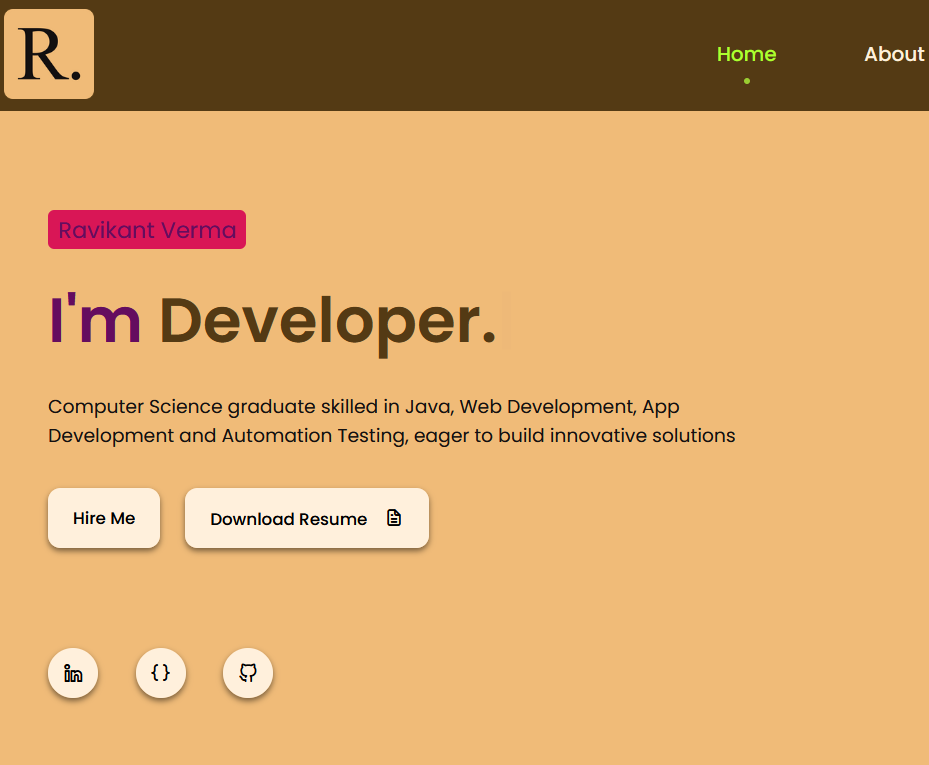 R.
Home About
Ravikant Verma
I'm Developer.
Computer Science graduate skilled in Java, Web Development, App
Development and Automation Testing, eager to build innovative solutions
Hire Me Download Resume
in {}